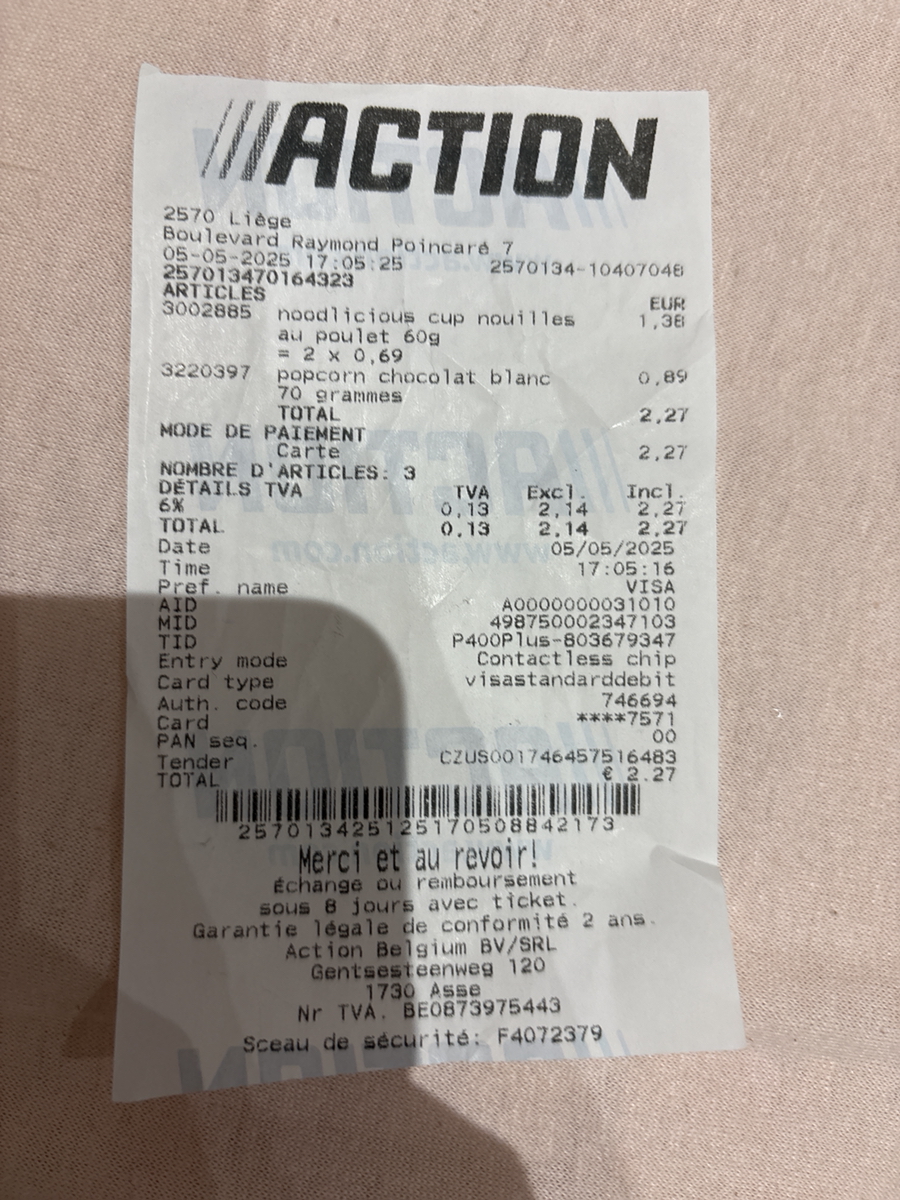 ///ACTION
2570 Liège
Boulevard Raymond Poincaré 7
05-05-2025 17:05:25 2570134-10407048
257013470164323
ARTICLES EUR
3002885 noodlicious cup nouilles 1,38
au poulet 60g
= 2 x 0,69
3220397 popcorn chocolat blanc 0,89
70 grammes
TOTAL 2,27
MODE DE PAIEMENT
Carte 2,27
NOMBRE D'ARTICLES: 3
DÉTAILS TVA TVA Excl. Incl.
6% 0,13 2,14 2,27
TOTAL 0,13 2,14 2,27
Date 05/05/2025
Time 17:05:16
Pref. name VISA
AID A0000000031010
MID 498750002347103
TID P400Plus-803679347
Entry mode Contactless chip
Card type visastandarddebit
Auth. code 746694
Card ****7571
PAN seq. 00
Tender CZUS001746457516483
TOTAL € 2.27
257013425125170508842173
Merci et au revoir!
Échange ou remboursement
sous 8 jours avec ticket.
Garantie légale de conformité 2 ans.
Action Belgium BV/SRL
Gentsesteenweg 120
1730 Asse
Nr TVA. BE0873975443
Sceau de sécurité: F4072379